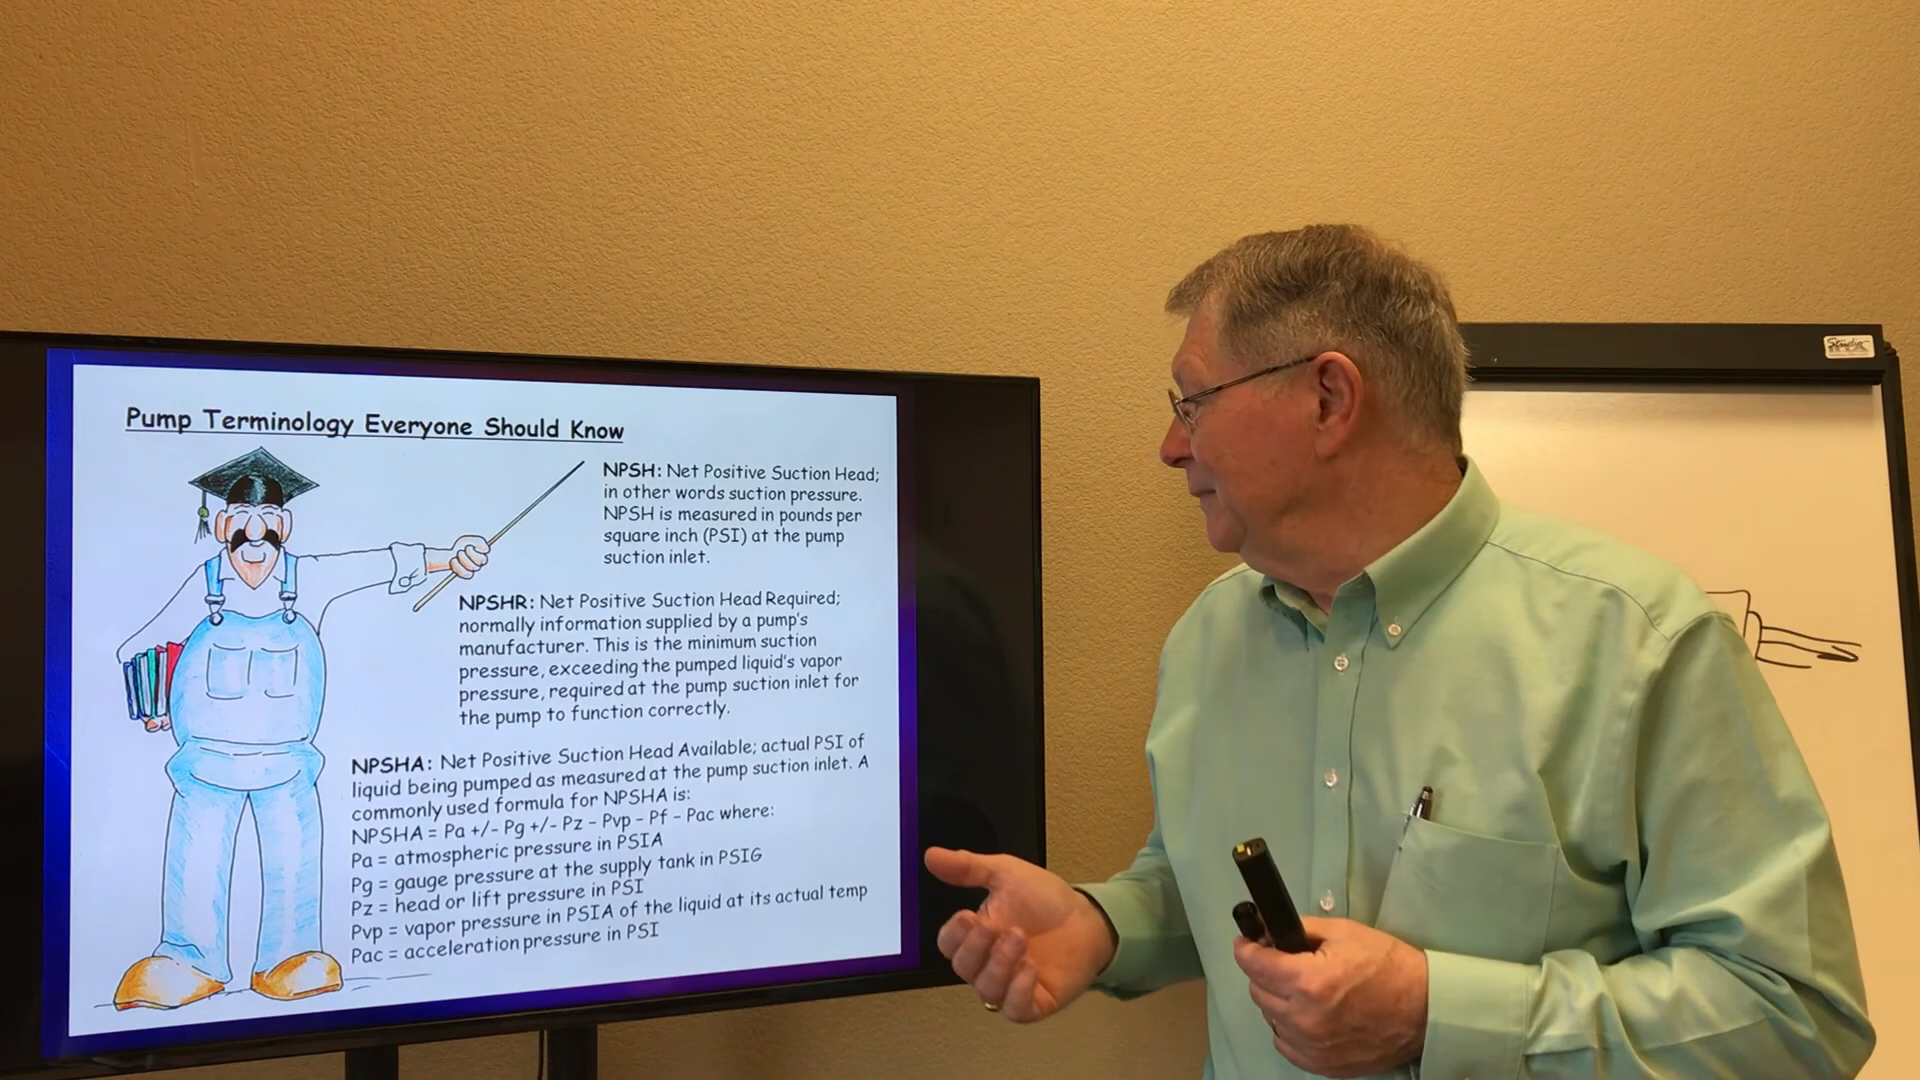 Pump Terminology Everyone Should Know
NPSH: Net Positive Suction Head;
in other words suction pressure.
NPSH is measured in pounds per
square inch (PSI) at the pump
suction inlet.
NPSHR: Net Positive Suction Head Required;
normally information supplied by a pump's
manufacturer. This is the minimum suction
pressure, exceeding the pumped liquid's vapor
pressure, required at the pump suction inlet for
the pump to function correctly.
NPSHA: Net Positive Suction Head Available; actual PSI of
liquid being pumped as measured at the pump suction inlet. A
commonly used formula for NPSHA is:
NPSHA = Pa +/- Pg +/- Pz - Pvp - Pf - Pac where:
Pa = atmospheric pressure in PSIA
Pg = gauge pressure at the supply tank in PSIG
Pz = head or lift pressure in PSI
Pvp = vapor pressure in PSIA of the liquid at its actual temp
Pac = acceleration pressure in PSI
Studio